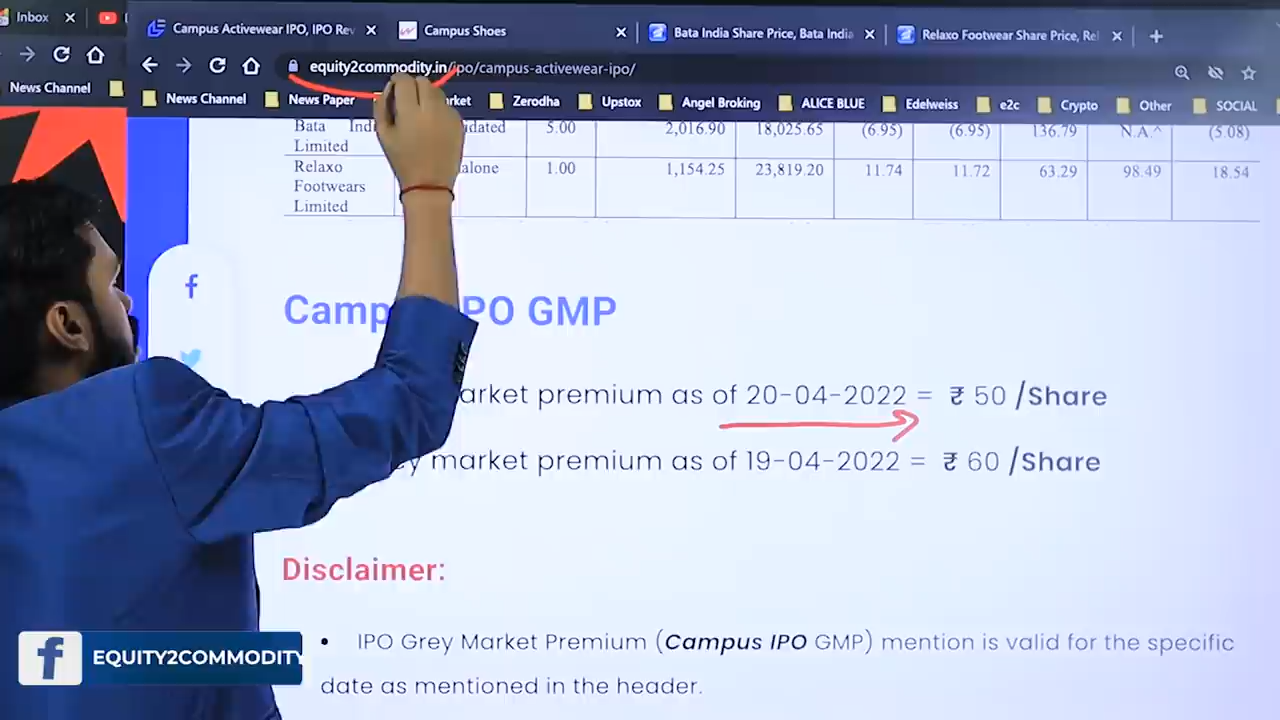 Inbox
Campus Activewear IPO, IPO Rev
Campus Shoes
Bata India Share Price, Bata India
Relaxo Footwear Share Price, Rel
equity2commodity.in/ipo/campus-activewear-ipo/
News Channel
News Channel
News Paper
Zerodha
Upstox
Angel Broking
ALICE BLUE
Edelweiss
e2c
Crypto
Other
SOCIAL
Bata Limited 5.00 2,016.90 18,025.65 (6.95) (6.95) 136.79 N.A.^ (5.08)
Relaxo Footwears Limited 1.00 1,154.25 23,819.20 11.74 11.72 63.29 98.49 18.54
f
IPO GMP
market premium as of 20-04-2022 = ₹ 50 /Share
market premium as of 19-04-2022 = ₹ 60 /Share
Disclaimer:
• IPO Grey Market Premium (Campus IPO GMP) mention is valid for the specific
date as mentioned in the header.
f EQUITY2COMMODITY